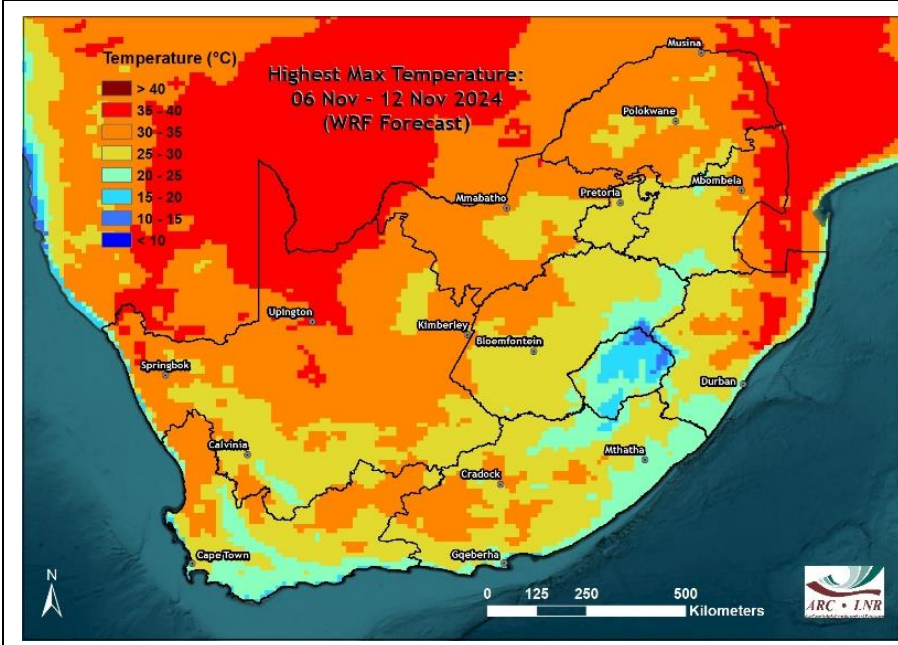 Temperature (°C)
> 40
35 - 40
30 - 35
25 - 30
20 - 25
15 - 20
10 - 15
< 10
Highest Max Temperature:
06 Nov - 12 Nov 2024
(WRF Forecast)
Musina
Polokwane
Mbombela
Pretoria
Mmabatho
Upington
Kimberley
Bloemfontein
Springbok
Durban
Calvinia
Mthatha
Cradock
Cape Town
Gqeberha
N
0 125 250 500
Kilometers
ARC • LNR